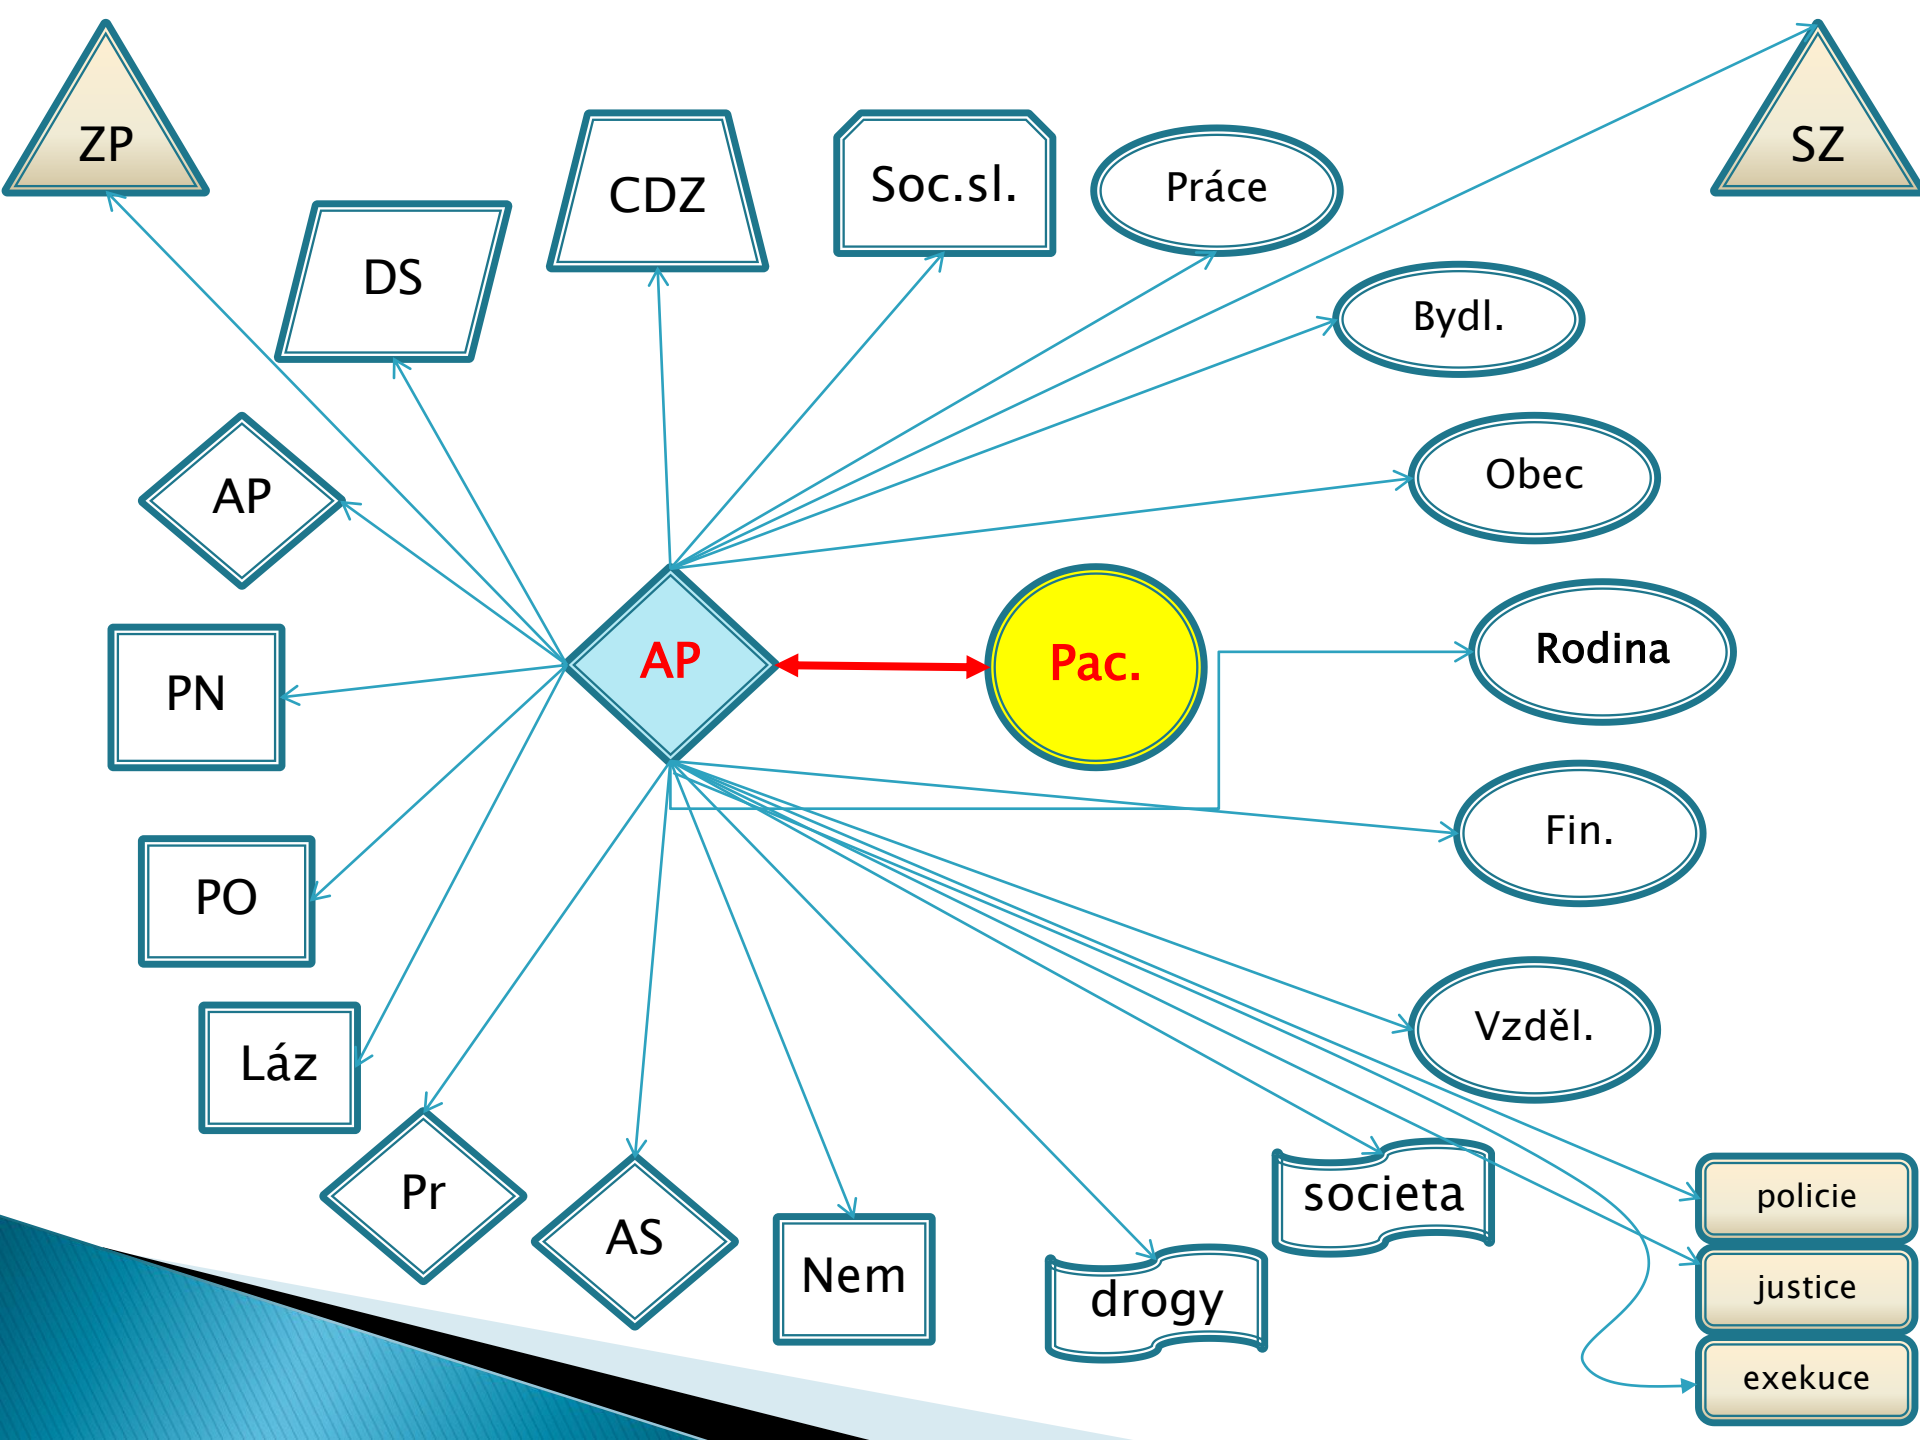 ZP
SZ
CDZ
Soc.sl.
Práce
DS
Bydl.
AP
Obec
AP
Pac.
Rodina
PN
Fin.
PO
Láz
Vzděl.
Pr
AS
Nem
drogy
societa
policie
justice
exekuce